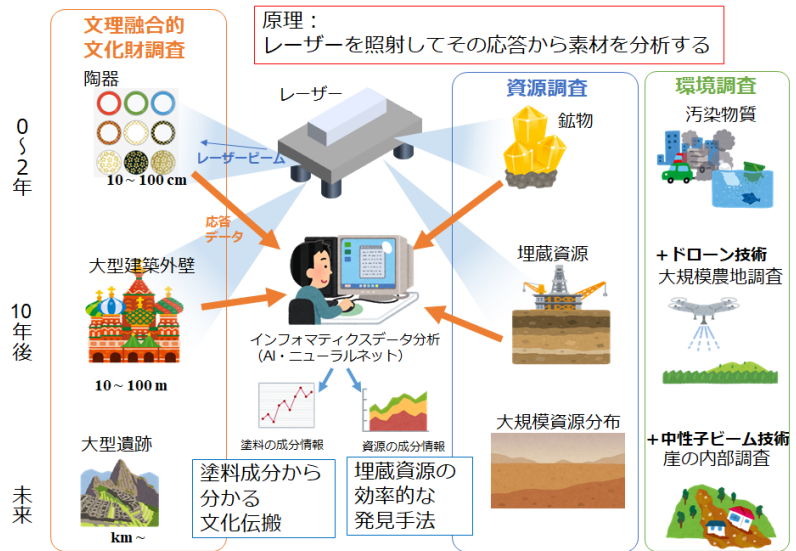 原理：
レーザーを照射してその応答から素材を分析する
文理融合的
文化財調査
陶器
10 ~ 100 cm
大型建築外壁
10 ~ 100 m
大型遺跡
km ~
0～2年
10年後
未来
レーザー
レーザービーム
応答
データ
インフォマティクスデータ分析
（AI・ニューラルネット）
塗料の成分情報
資源の成分情報
塗料成分から
分かる
文化伝搬
埋蔵資源の
効率的な
発見手法
資源調査
鉱物
埋蔵資源
大規模資源分布
環境調査
汚染物質
＋ドローン技術
大規模農地調査
＋中性子ビーム技術
崖の内部調査